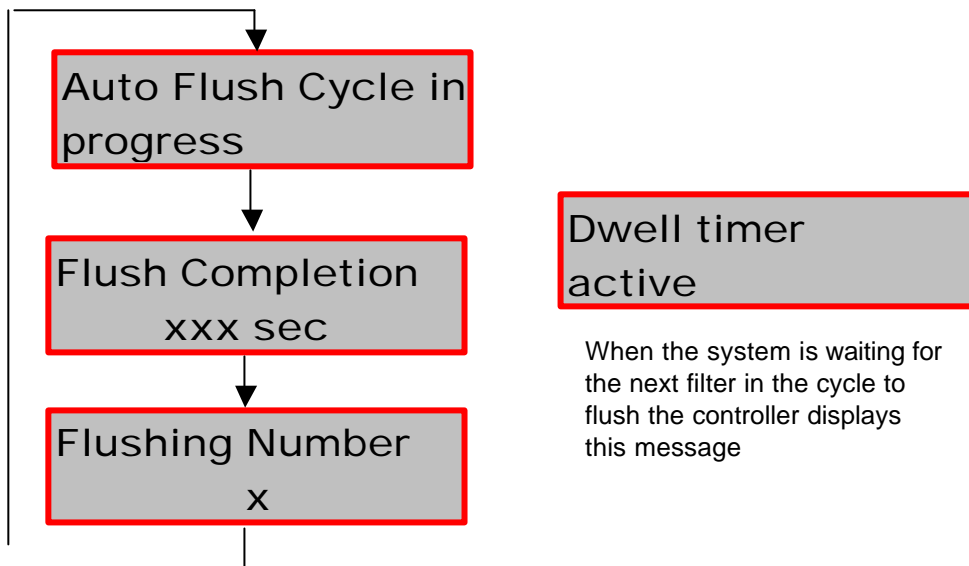 Auto Flush Cycle in
progress
Flush Completion
xxx sec
Flushing Number
x
Dwell timer
active
When the system is waiting for
the next filter in the cycle to
flush the controller displays
this message